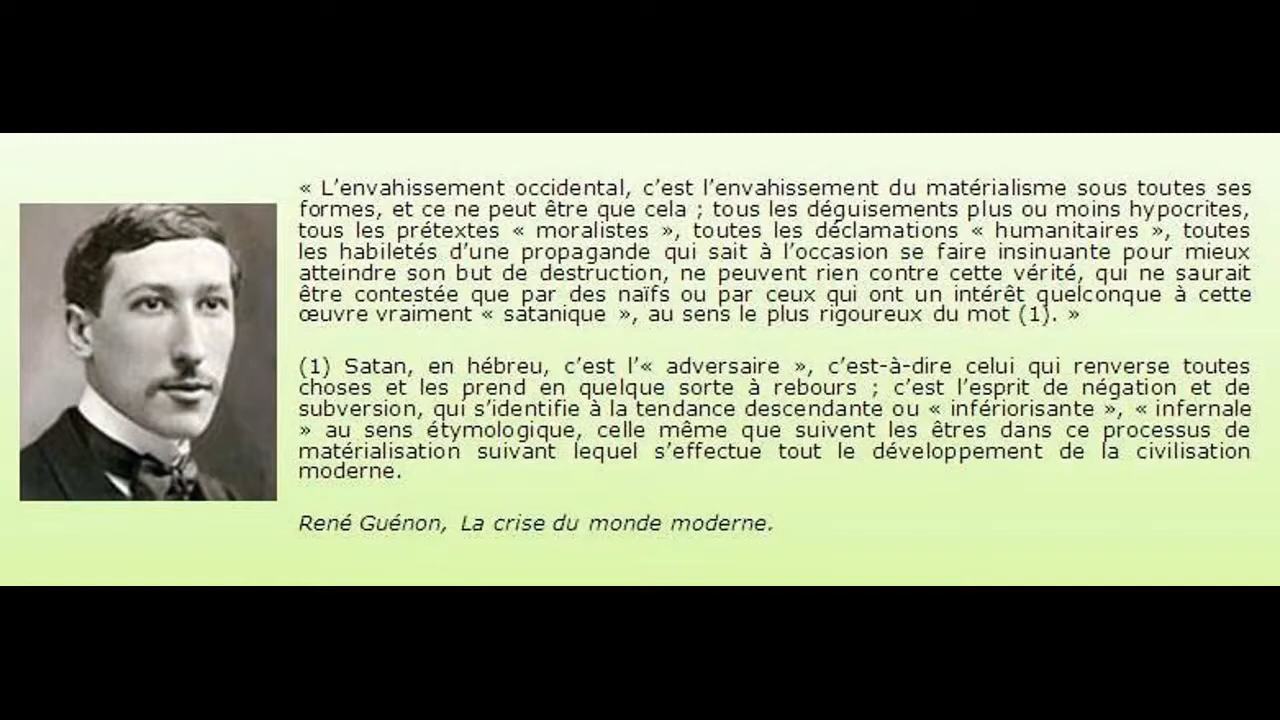 « L’envahissement occidental, c’est l’envahissement du matérialisme sous toutes ses
formes, et ce ne peut être que cela ; tous les déguisements plus ou moins hypocrites,
tous les prétextes « moralistes », toutes les déclamations « humanitaires », toutes
les habiletés d’une propagande qui sait à l’occasion se faire insinuante pour mieux
atteindre son but de destruction, ne peuvent rien contre cette vérité, qui ne saurait
être contestée que par des naïfs ou par ceux qui ont un intérêt quelconque à cette
œuvre vraiment « satanique », au sens le plus rigoureux du mot (1). »
(1) Satan, en hébreu, c’est l’« adversaire », c’est-à-dire celui qui renverse toutes
choses et les prend en quelque sorte à rebours ; c’est l’esprit de négation et de
subversion, qui s’identifie à la tendance descendante ou « infériorisante », « infernale
» au sens étymologique, celle même que suivent les êtres dans ce processus de
matérialisation suivant lequel s’effectue tout le développement de la civilisation
moderne.
René Guénon, La crise du monde moderne.